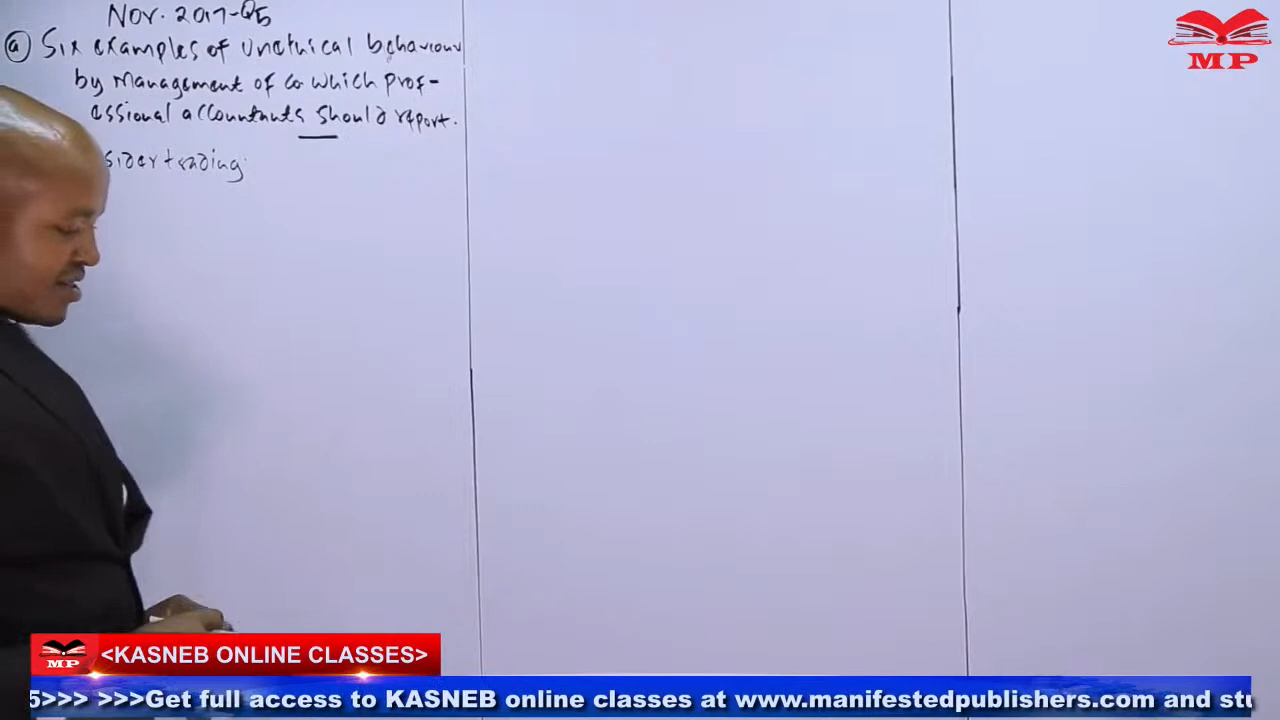 Nov. 2017-Q5
(a) Six examples of unethical behaviour
by Management of co which prof-
essional accountants should report.
sider trading.
MP
MP <KASNEB ONLINE CLASSES>
5>>> >>>Get full access to KASNEB online classes at www.manifestedpublishers.com and stu